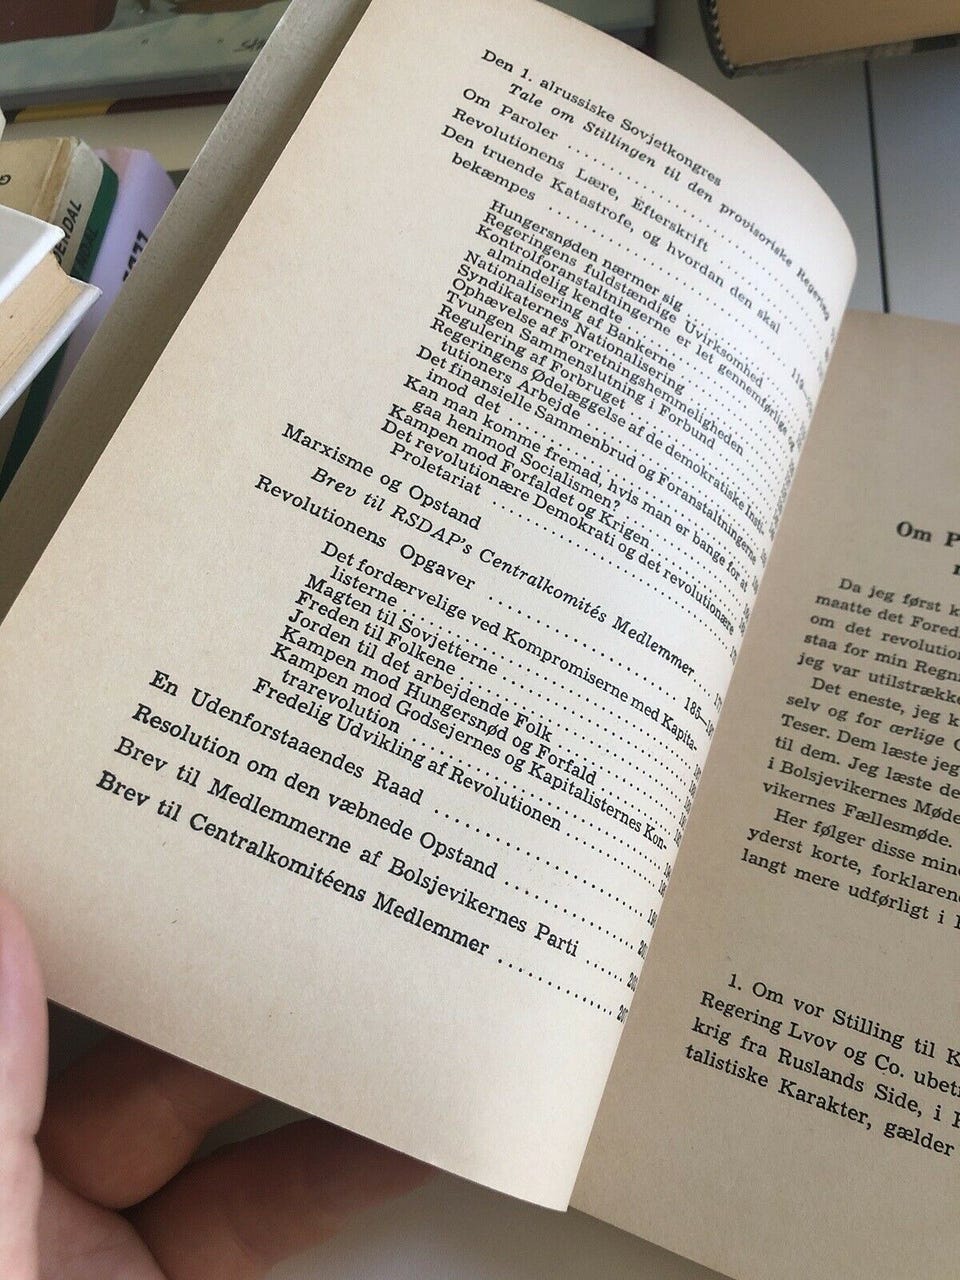 Den 1. alrussiske Sovjetkongres
Tale om Stillingen til den provisoriske Regering
Om Paroler ..........
Revolutionens Lære, Efterskrift ..........
Den truende Katastrofe, og hvordan den skal
bekæmpes .......... 119—
Hungersnøden nærmer sig ..........
Regeringens fuldstændige Uvirksomhed ..........
Kontrolforanstaltningerne er let gennemførlige og
almindelig kendte ..........
Nationalisering af Bankerne ..........
Syndikaternes Nationalisering ..........
Ophævelse af Forretningshemmeligheden ..........
Tvungen Sammenslutning i Forbund ..........
Regulering af Forbruget ..........
Regeringens Ødelæggelse af de demokratiske Insti-
tutioners Arbejde ..........
Det finansielle Sammenbrud og Foranstaltningerne
imod det ..........
Kan man komme fremad, hvis man er bange for at
gaa henimod Socialismen? ..........
Kampen mod Forfaldet og Krigen ..........
Det revolutionære Demokrati og det revolutionære
Proletariat ..........
Marxisme og Opstand
Brev til RSDAP's Centralkomités Medlemmer ...
Revolutionens Opgaver .......... 185—
Det fordærvelige ved Kompromiserne med Kapita-
listerne ..........
Magten til Sovjetterne ..........
Freden til Folkene ..........
Jorden til det arbejdende Folk ..........
Kampen mod Hungersnød og Forfald ..........
Kampen mod Godsejernes og Kapitalisternes Kon-
trarevolution ..........
Fredelig Udvikling af Revolutionen ..........
En Udenforstaaendes Raad ..........
Resolution om den væbnede Opstand ..........
Brev til Medlemmerne af Bolsjevikernes Parti ......
Brev til Centralkomitéens Medlemmer ..........
Om
Da jeg først
maatte det
om det
staa for min
jeg var
Det eneste, jeg
selv og for ærlige
Teser. Dem læste jeg
til dem. Jeg læste
i Bolsjevikernes
vikernes Fællesmøde.
Her følger disse
yderst korte,
langt mere udførligt i
1. Om vor Stilling til
Regering Lvov og Co.
krig fra Ruslands Side, i
talistiske Karakter, gælder